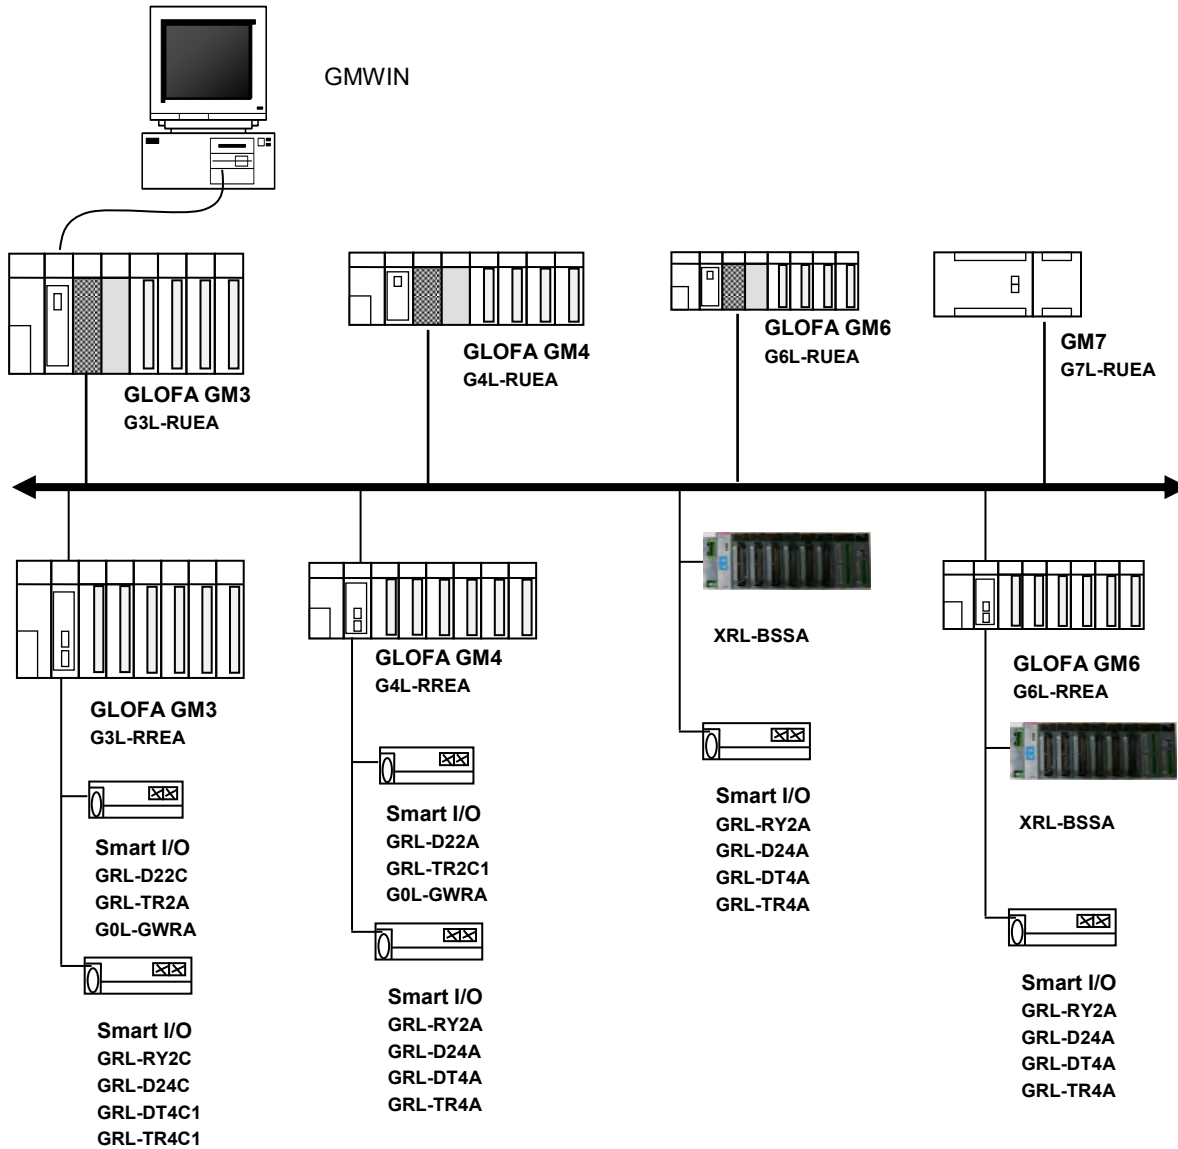 GMWIN
GLOFA GM3
G3L-RUEA
GLOFA GM4
G4L-RUEA
GLOFA GM6
G6L-RUEA
GM7
G7L-RUEA
GLOFA GM3
G3L-RREA
Smart I/O
GRL-D22C
GRL-TR2A
G0L-GWRA
Smart I/O
GRL-RY2C
GRL-D24C
GRL-DT4C1
GRL-TR4C1
GLOFA GM4
G4L-RREA
Smart I/O
GRL-D22A
GRL-TR2C1
G0L-GWRA
Smart I/O
GRL-RY2A
GRL-D24A
GRL-DT4A
GRL-TR4A
XRL-BSSA
Smart I/O
GRL-RY2A
GRL-D24A
GRL-DT4A
GRL-TR4A
GLOFA GM6
G6L-RREA
XRL-BSSA
Smart I/O
GRL-RY2A
GRL-D24A
GRL-DT4A
GRL-TR4A